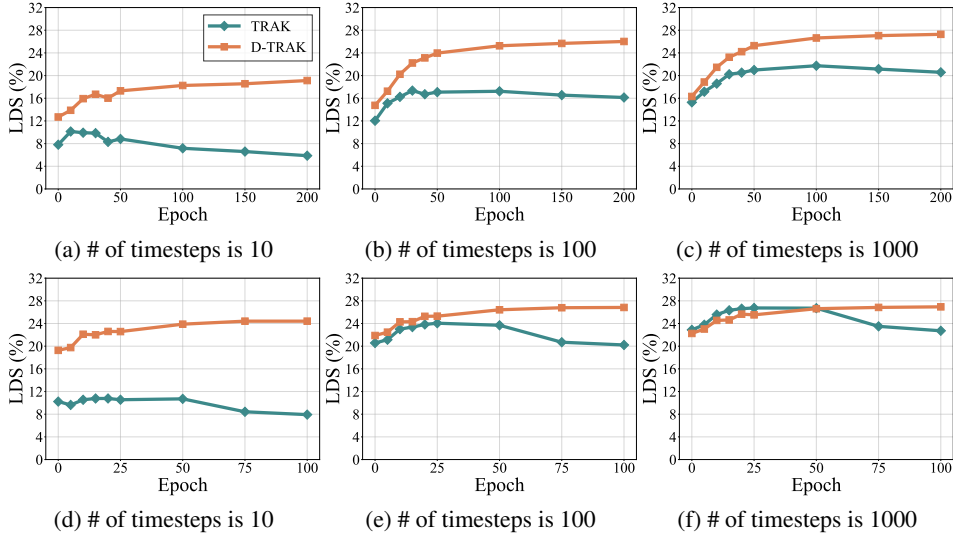 32
28
24
20
16
12
8
4
0
LDS (%)
TRAK
D-TRAK
0 50 100 150 200
Epoch
(a) # of timesteps is 10
32
28
24
20
16
12
8
4
0
LDS (%)
0 50 100 150 200
Epoch
(b) # of timesteps is 100
32
28
24
20
16
12
8
4
0
LDS (%)
0 50 100 150 200
Epoch
(c) # of timesteps is 1000
32
28
24
20
16
12
8
4
0
LDS (%)
0 25 50 75 100
Epoch
(d) # of timesteps is 10
32
28
24
20
16
12
8
4
0
LDS (%)
0 25 50 75 100
Epoch
(e) # of timesteps is 100
32
28
24
20
16
12
8
4
0
LDS (%)
0 25 50 75 100
Epoch
(f) # of timesteps is 1000